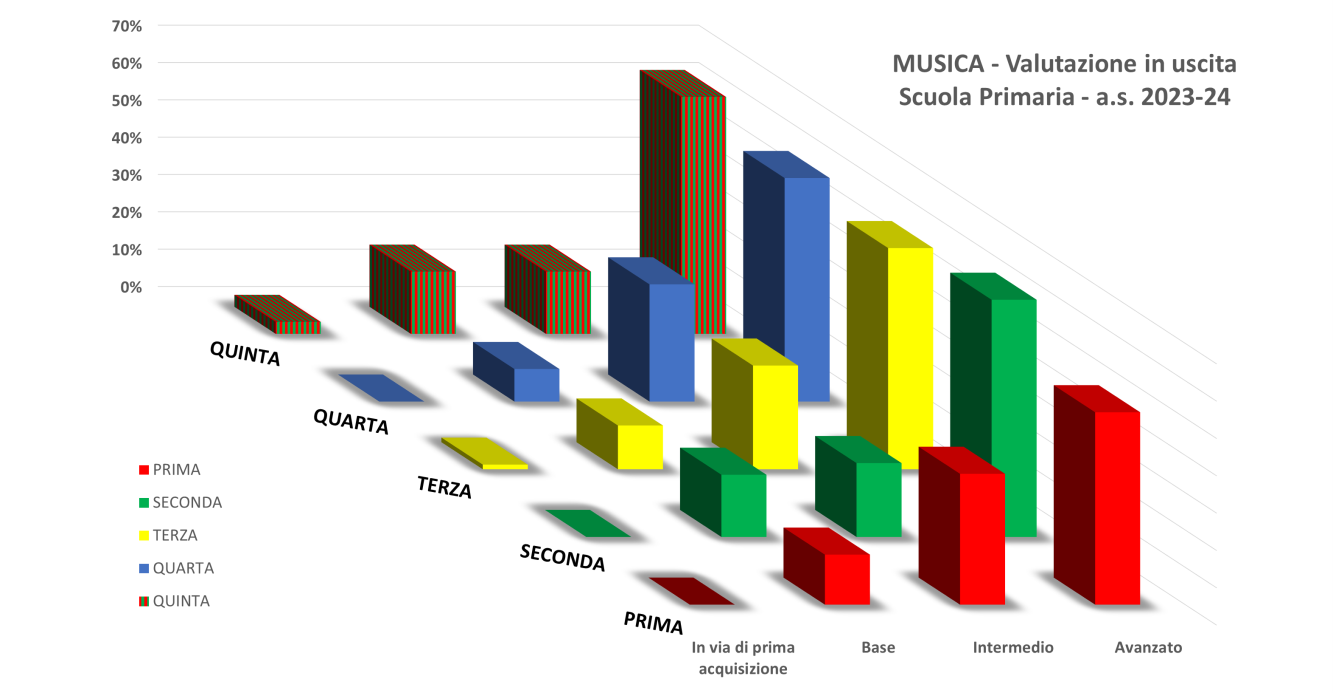 70%
60%
50%
40%
30%
20%
10%
0%
MUSICA - Valutazione in uscita
Scuola Primaria - a.s. 2023-24
QUINTA
QUARTA
TERZA
SECONDA
PRIMA
PRIMA
SECONDA
TERZA
QUARTA
QUINTA
In via di prima
acquisizione
Base
Intermedio
Avanzato